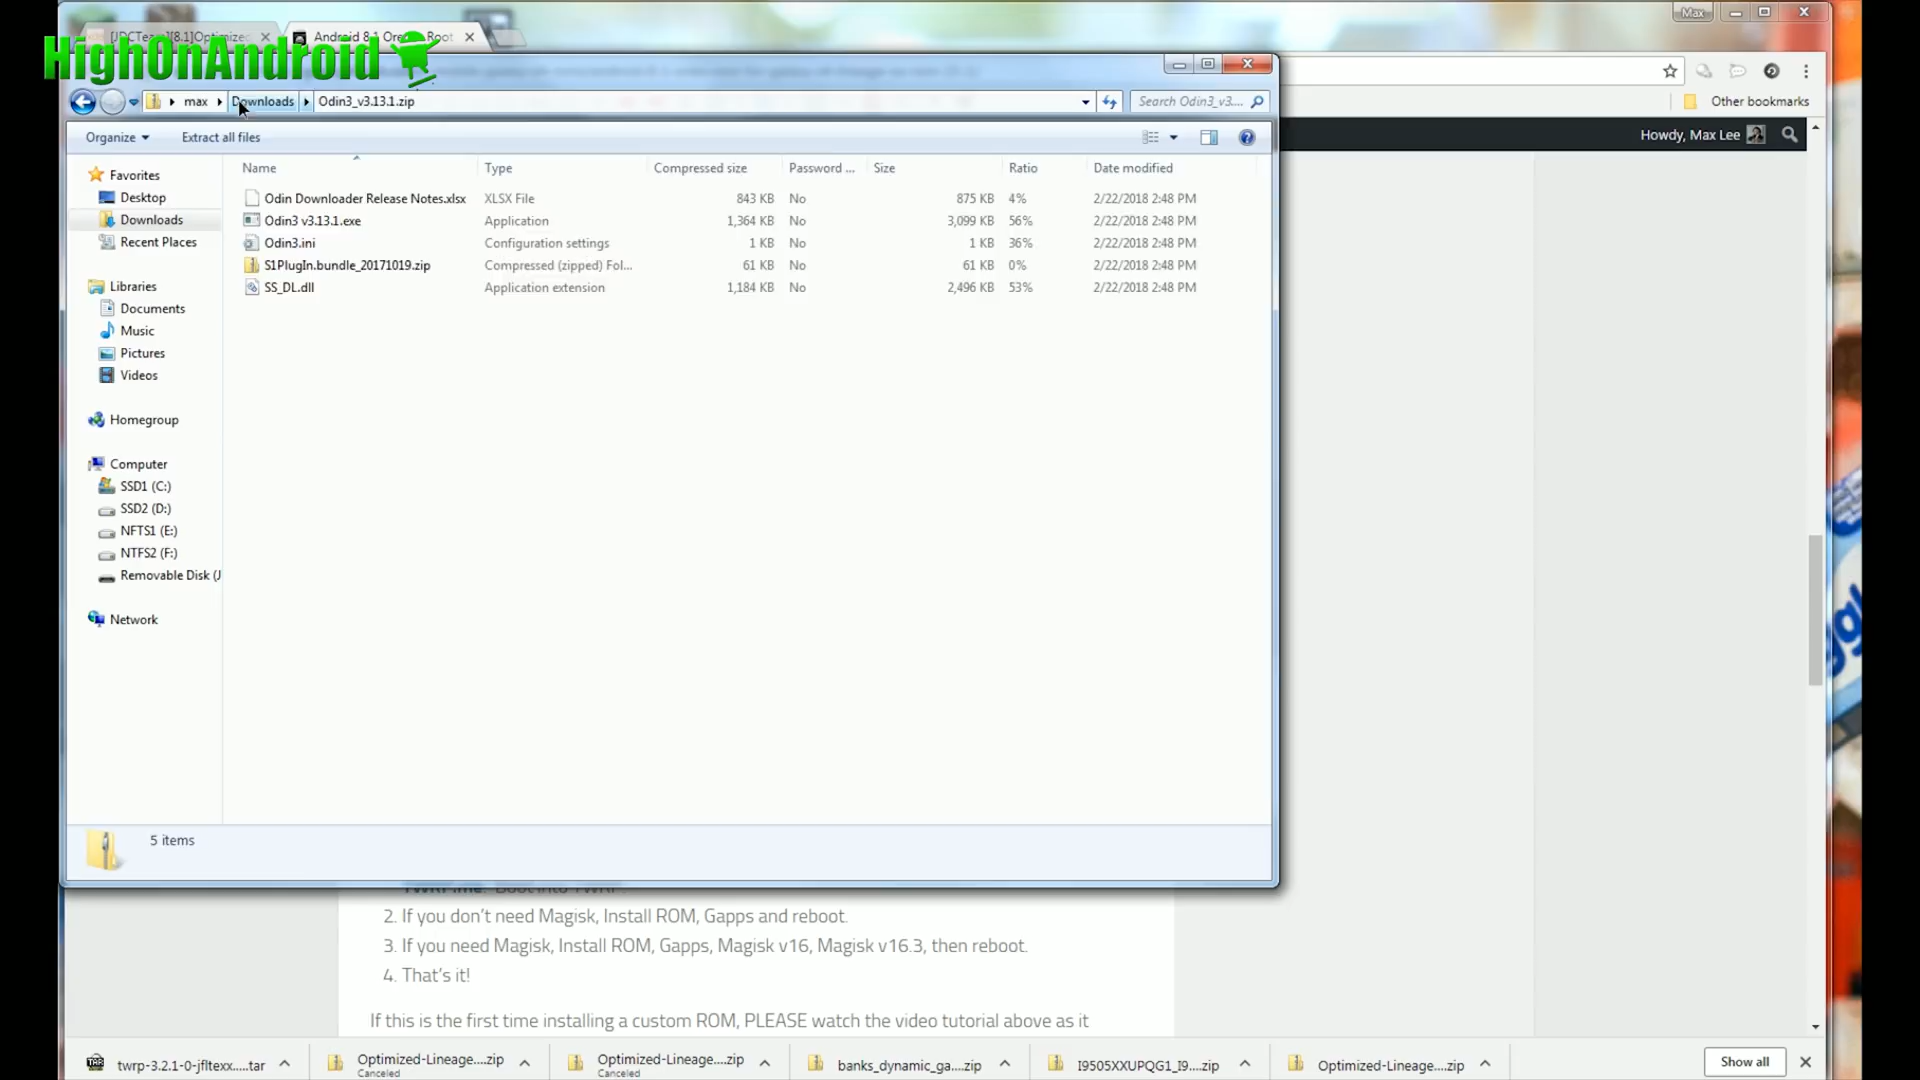 Max
[JDCTeam][8.1]Optimized
Android 8.1 Oreo Root
HighOnAndroid
max
Downloads
Odin3_v3.13.1.zip
Search Odin3_v3....
Other bookmarks
Organize
Extract all files
Howdy, Max Lee
Name Type Compressed size Password ... Size Ratio Date modified
Odin Downloader Release Notes.xlsx XLSX File 843 KB No 875 KB 4% 2/22/2018 2:48 PM
Odin3 v3.13.1.exe Application 1,364 KB No 3,099 KB 56% 2/22/2018 2:48 PM
Odin3.ini Configuration settings 1 KB No 1 KB 36% 2/22/2018 2:48 PM
S1PlugIn.bundle_20171019.zip Compressed (zipped) Fol... 61 KB No 61 KB 0% 2/22/2018 2:48 PM
SS_DL.dll Application extension 1,184 KB No 2,496 KB 53% 2/22/2018 2:48 PM
Favorites
Desktop
Downloads
Recent Places
Libraries
Documents
Music
Pictures
Videos
Homegroup
Computer
SSD1 (C:)
SSD2 (D:)
NFTS1 (E:)
NTFS2 (F:)
Removable Disk (J
Network
5 items
2. If you don't need Magisk, Install ROM, Gapps and reboot.
3. If you need Magisk, Install ROM, Gapps, Magisk v16, Magisk v16.3, then reboot.
4. That's it!
If this is the first time installing a custom ROM, PLEASE watch the video tutorial above as it
twrp-3.2.1-0-jfltexx.....tar
Optimized-Lineage....zip
Canceled
Optimized-Lineage....zip
Canceled
banks_dynamic_ga....zip
I9505XXUPQG1_I9....zip
Optimized-Lineage....zip
Show all